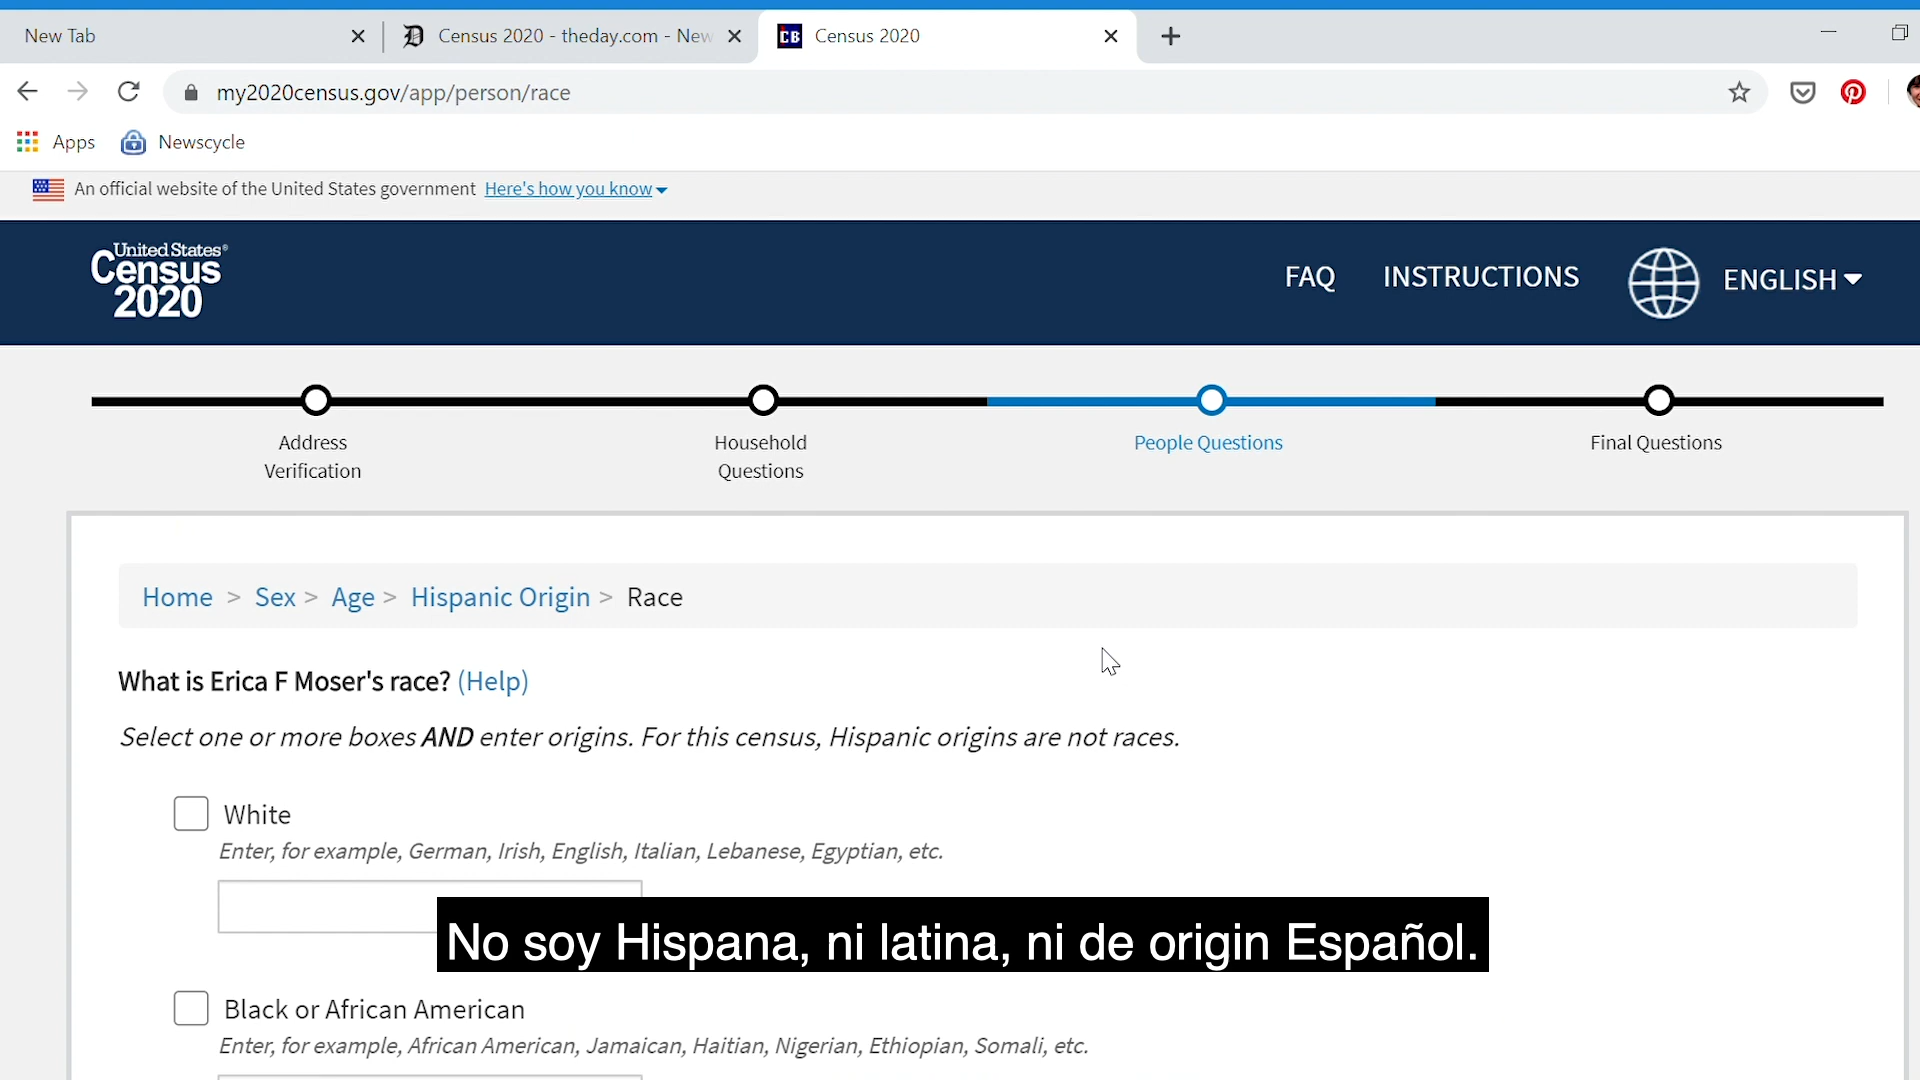 New Tab
Census 2020 - theday.com - New
CB Census 2020
my2020census.gov/app/person/race
Apps
Newscycle
An official website of the United States government Here's how you know
United States®
Census
2020
FAQ
INSTRUCTIONS
ENGLISH
Address
Verification
Household
Questions
People Questions
Final Questions
Home > Sex > Age > Hispanic Origin > Race
What is Erica F Moser's race? (Help)
Select one or more boxes AND enter origins. For this census, Hispanic origins are not races.
White
Enter, for example, German, Irish, English, Italian, Lebanese, Egyptian, etc.
No soy Hispana, ni latina, ni de origin Español.
Black or African American
Enter, for example, African American, Jamaican, Haitian, Nigerian, Ethiopian, Somali, etc.